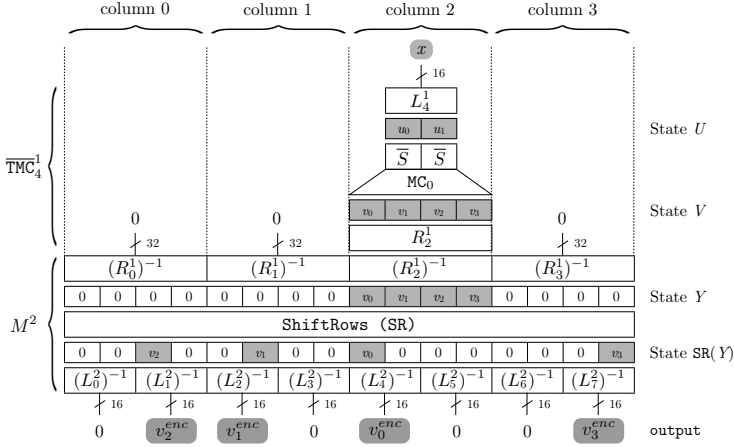 column 0 column 1 column 2 column 3
x
16
L_4^1
u_0 u_1 State U
\overline{S} \overline{S}
\overline{TMC}_4^1
MC_0
0 0 v_0 v_1 v_2 v_3 0 State V
32 32 R_2^1 32
(R_0^1)^{-1} (R_1^1)^{-1} (R_2^1)^{-1} (R_3^1)^{-1}
0 0 0 0 0 0 0 0 v_0 v_1 v_2 v_3 0 0 0 0 State Y
M^2 ShiftRows (SR)
0 0 v_2 0 0 v_1 0 0 v_0 0 0 0 0 0 0 v_3 State SR(Y)
(L_0^2)^{-1} (L_1^2)^{-1} (L_2^2)^{-1} (L_3^2)^{-1} (L_4^2)^{-1} (L_5^2)^{-1} (L_6^2)^{-1} (L_7^2)^{-1}
16 16 16 16 16 16 16 16
0 v_2^{enc} v_1^{enc} 0 v_0^{enc} 0 0 v_3^{enc} output